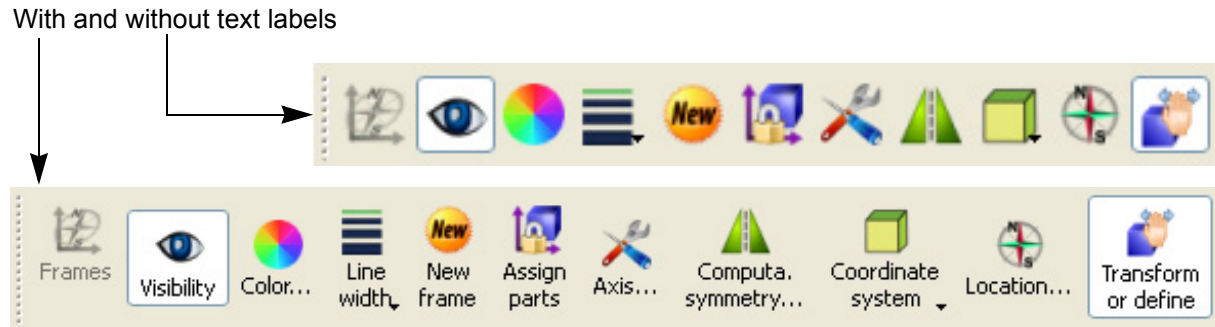 With and without text labels
N
S
New
N
S
New
N
S
Frames
Visibility
Color...
Line
width
New
frame
Assign
parts
Axis...
Computa.
symmetry...
Coordinate
system
Location...
Transform
or define